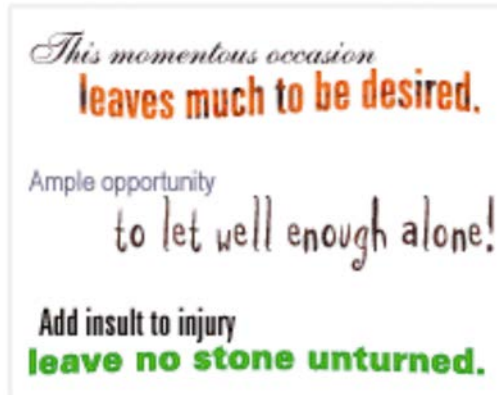 This momentous occasion
leaves much to be desired.
Ample opportunity
to let well enough alone!
Add insult to injury
leave no stone unturned.